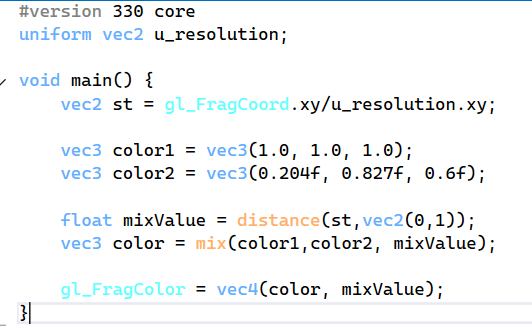 #version 330 core
uniform vec2 u_resolution;
void main() {
vec2 st = gl_FragCoord.xy/u_resolution.xy;
vec3 color1 = vec3(1.0, 1.0, 1.0);
vec3 color2 = vec3(0.204f, 0.827f, 0.6f);
float mixValue = distance(st,vec2(0,1));
vec3 color = mix(color1,color2, mixValue);
gl_FragColor = vec4(color, mixValue);
}